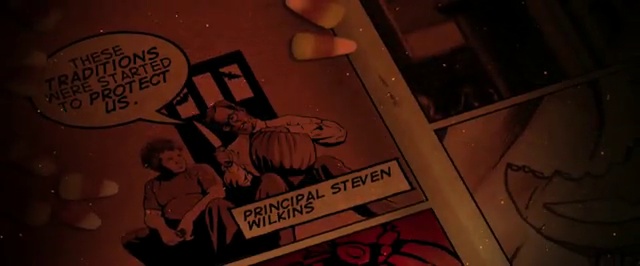 THESE
TRADITIONS
WERE STARTED
TO PROTECT
US.
PRINCIPAL STEVEN
WILKINS